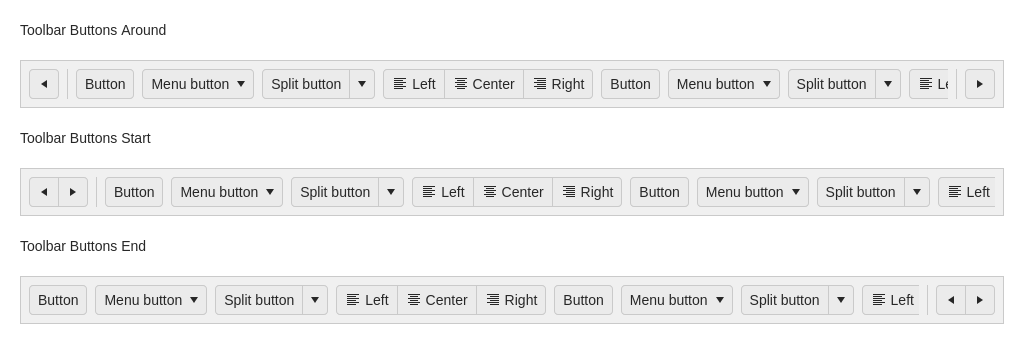 Toolbar Buttons Around
Button Menu button Split button Left Center Right Button Menu button Split button
Toolbar Buttons Start
Button Menu button Split button Left Center Right Button Menu button Split button Left
Toolbar Buttons End
Button Menu button Split button Left Center Right Button Menu button Split button Left